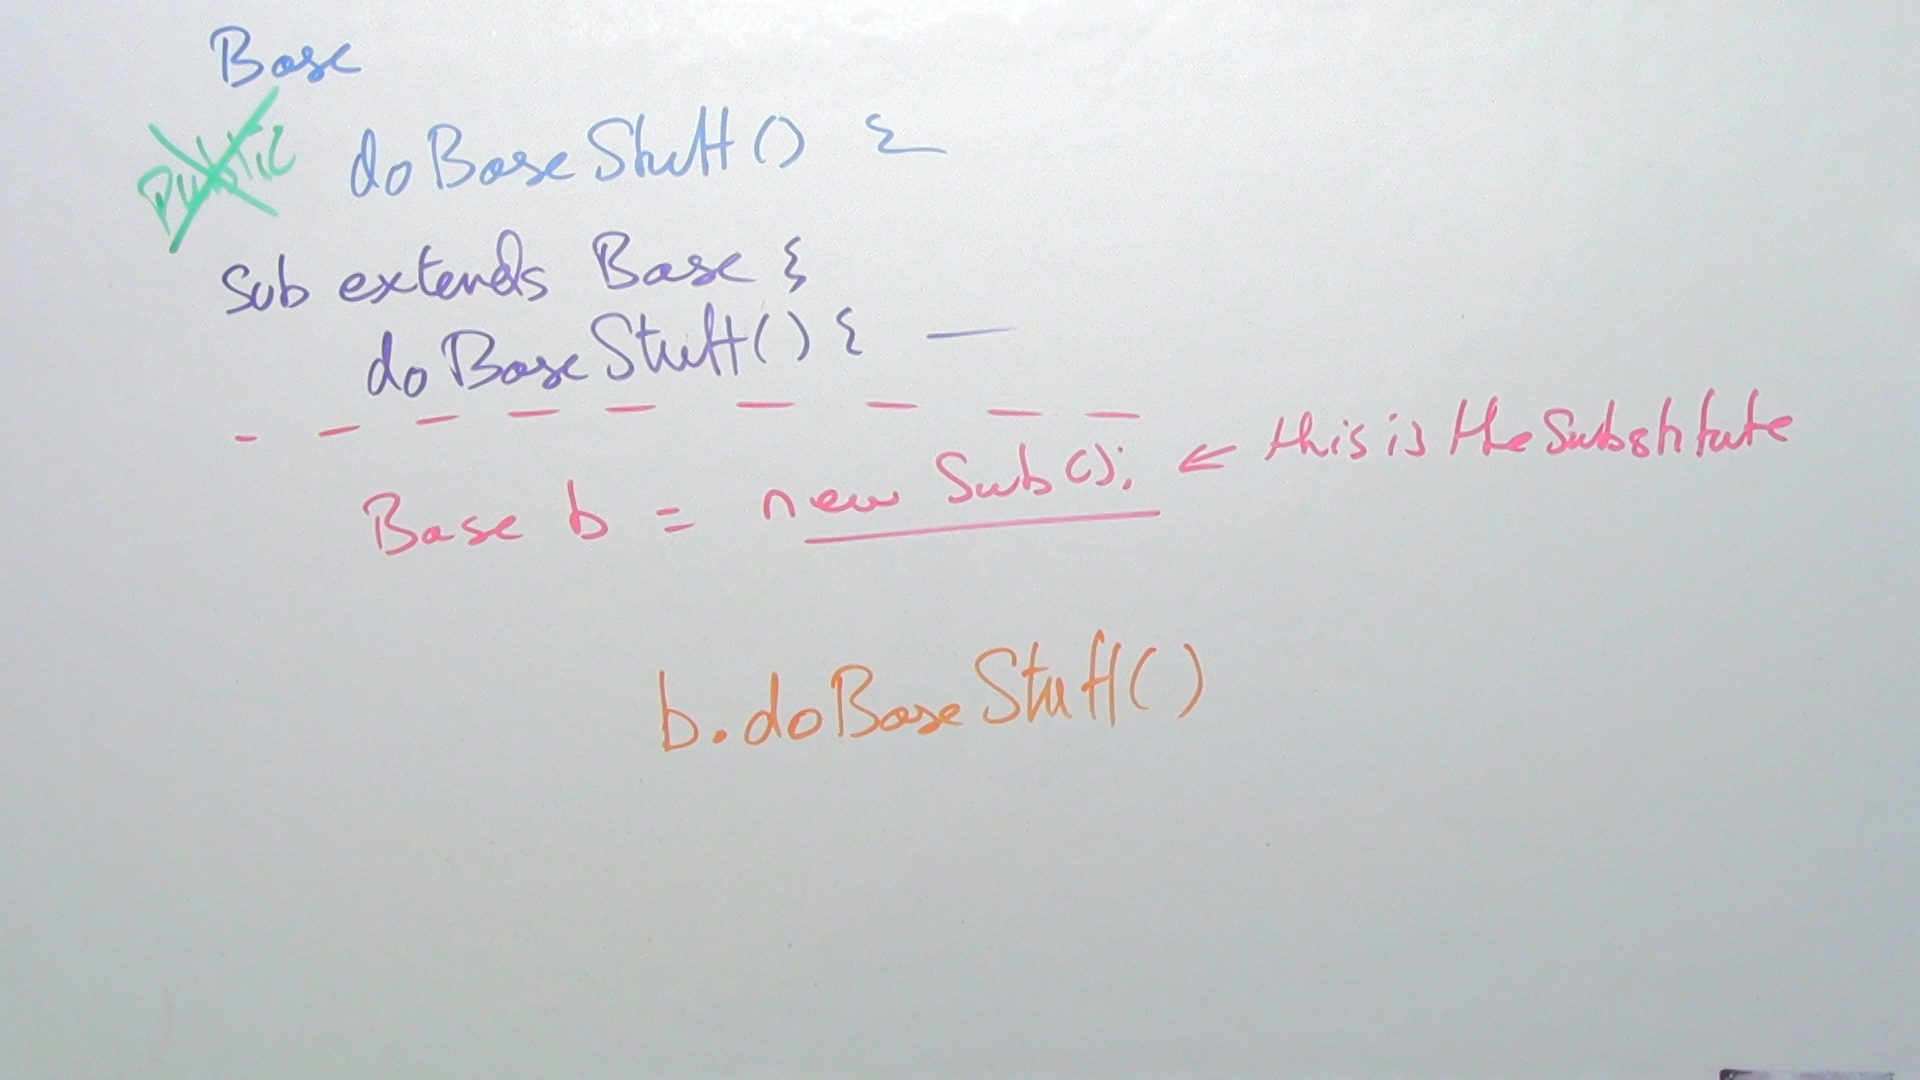 Base
public doBaseStuff() {
Sub extends Base {
doBaseStuff() { —
- - - - - - - - -
Base b = new Sub(); ← this is the Substitute
b.doBaseStuff()